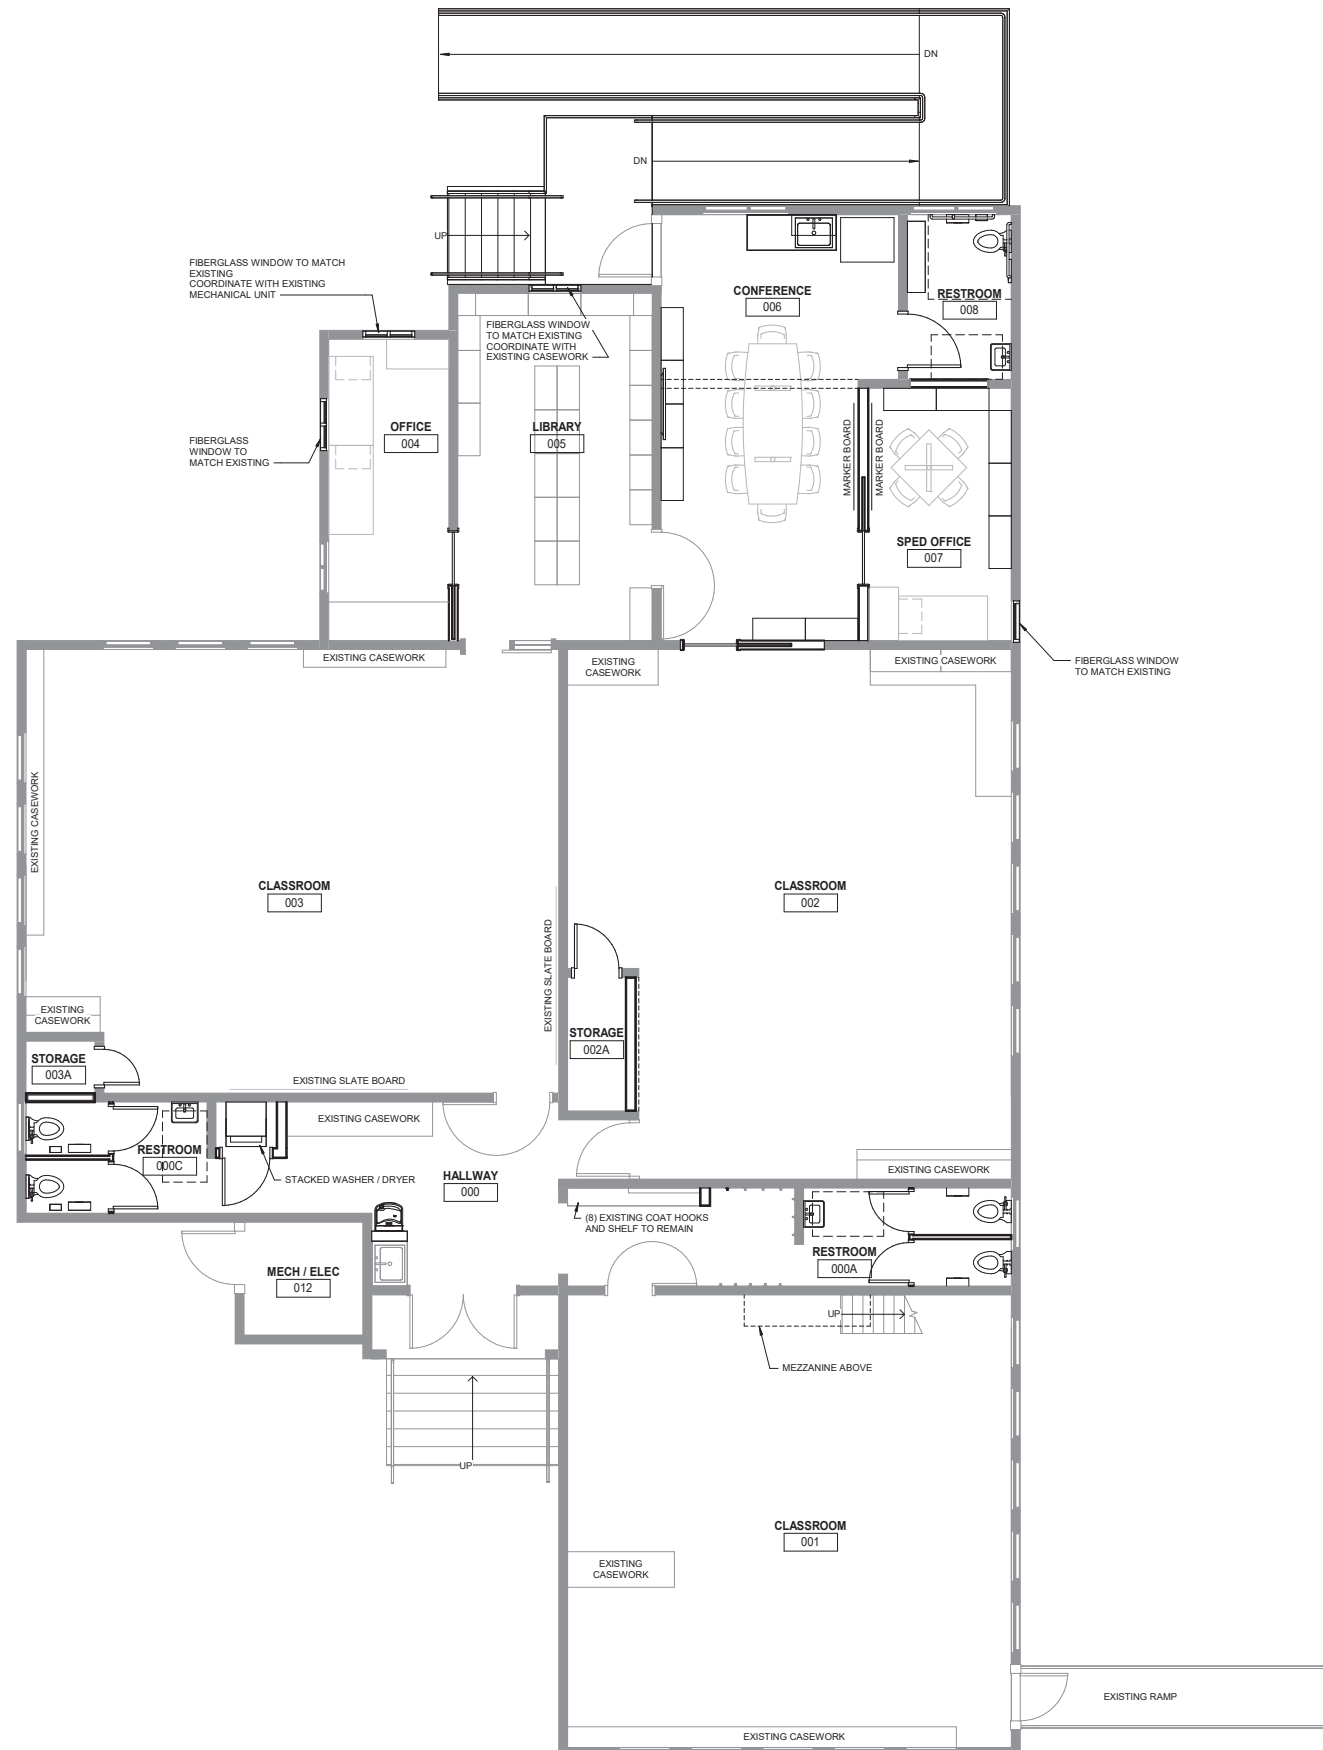 DN
DN
UP
FIBERGLASS WINDOW TO MATCH
EXISTING
COORDINATE WITH EXISTING
MECHANICAL UNIT
CONFERENCE
006
RESTROOM
008
FIBERGLASS WINDOW
TO MATCH EXISTING
COORDINATE WITH
EXISTING CASEWORK
OFFICE
004
LIBRARY
005
FIBERGLASS
WINDOW TO
MATCH EXISTING
MARKER BOARD
MARKER BOARD
SPED OFFICE
007
EXISTING CASEWORK
EXISTING
CASEWORK
EXISTING CASEWORK
FIBERGLASS WINDOW
TO MATCH EXISTING
EXISTING CASEWORK
CLASSROOM
003
CLASSROOM
002
EXISTING SLATE BOARD
EXISTING
CASEWORK
STORAGE
002A
STORAGE
003A
EXISTING SLATE BOARD
EXISTING CASEWORK
RESTROOM
000C
STACKED WASHER / DRYER
HALLWAY
000
EXISTING CASEWORK
(8) EXISTING COAT HOOKS
AND SHELF TO REMAIN
RESTROOM
000A
MECH / ELEC
012
UP
MEZZANINE ABOVE
UP
CLASSROOM
001
EXISTING
CASEWORK
EXISTING RAMP
EXISTING CASEWORK